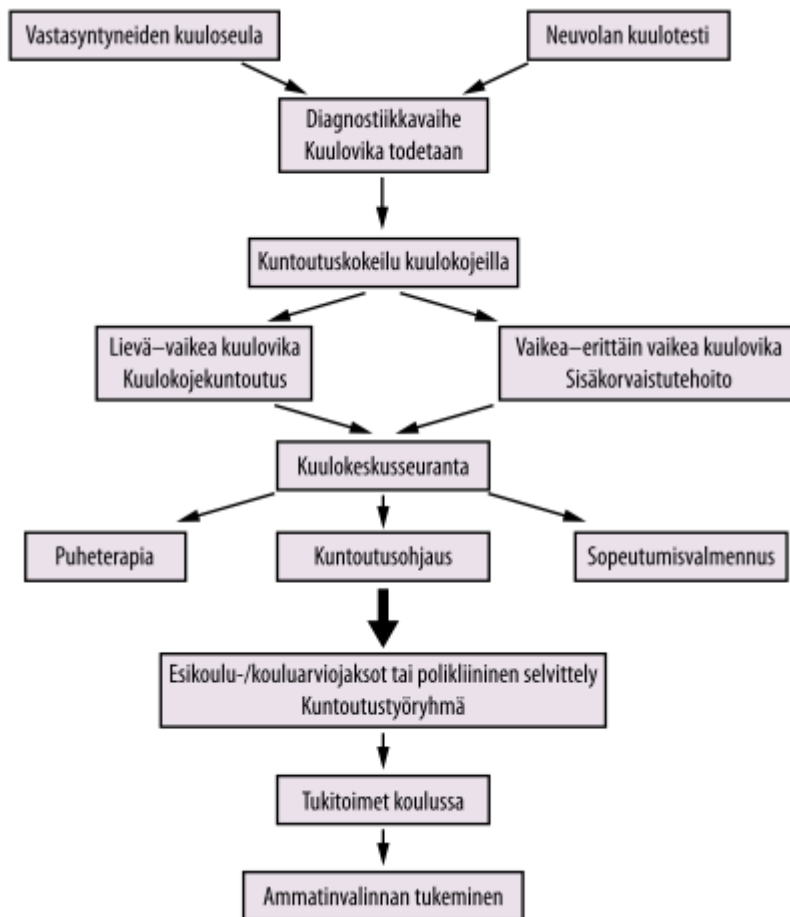 Vastasyntyneiden kuuloseula
Neuvolan kuulotesti
Diagnostiikkavaihe
Kuulovika todetaan
Kuntoutuskokeilu kuulokojeilla
Lievä–vaikea kuulovika
Kuulokojekuntoutus
Vaikea–erittäin vaikea kuulovika
Sisäkorvaistutehoito
Kuulokeskusseuranta
Puheterapia
Kuntoutusohjaus
Sopeutumisvalmennus
Esikoulu-/kouluarviojaksot tai polikliininen selvittely
Kuntoutustyöryhmä
Tukitoimet koulussa
Ammatinvalinnan tukeminen